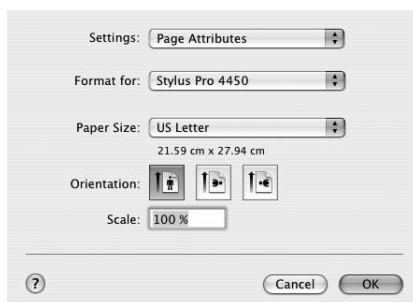 Settings: Page Attributes
Format for: Stylus Pro 4450
Paper Size: US Letter
21.59 cm x 27.94 cm
Orientation:
Scale: 100 %
? Cancel OK